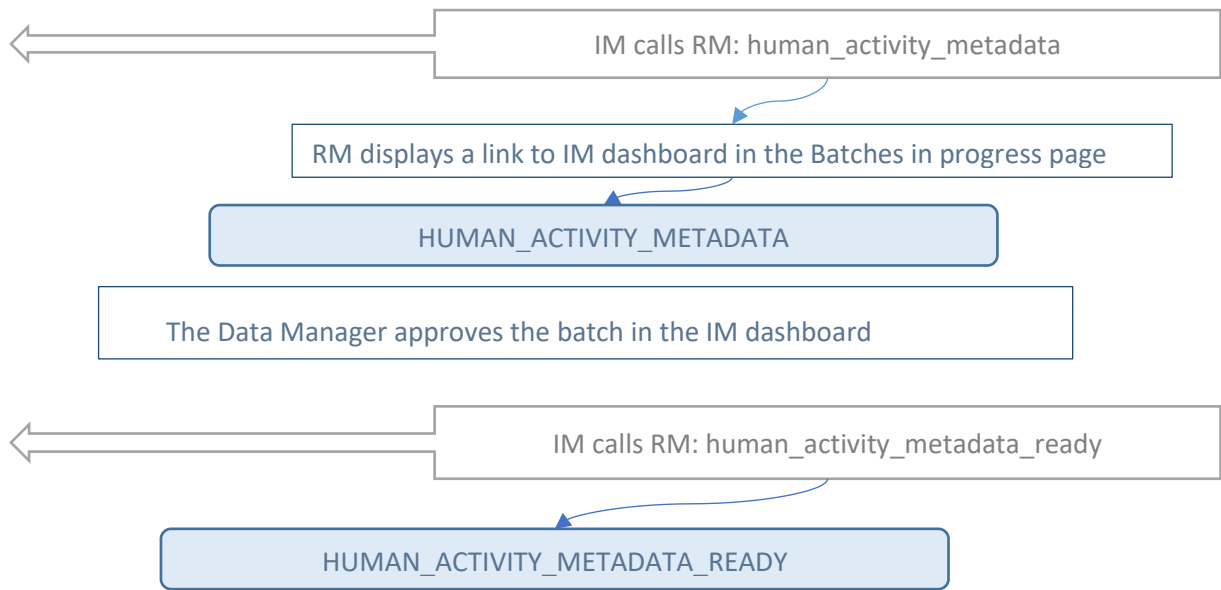 IM calls RM: human_activity_metadata
RM displays a link to IM dashboard in the Batches in progress page
HUMAN_ACTIVITY_METADATA
The Data Manager approves the batch in the IM dashboard
IM calls RM: human_activity_metadata_ready
HUMAN_ACTIVITY_METADATA_READY